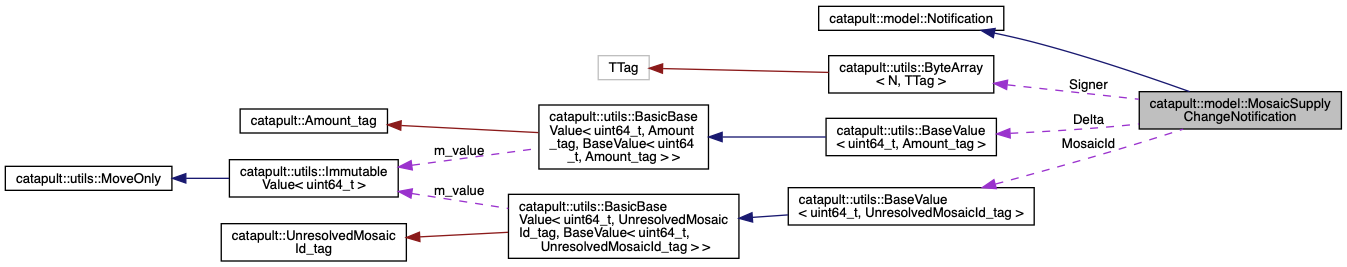 catapult::model::Notification
TTag
catapult::utils::ByteArray
< N, TTag >
Signer
catapult::model::MosaicSupply
ChangeNotification
catapult::Amount_tag
catapult::utils::BasicBase
Value< uint64_t, Amount
_tag, BaseValue< uint64
_t, Amount_tag > >
catapult::utils::BaseValue
< uint64_t, Amount_tag >
Delta
MosaicId
m_value
catapult::utils::MoveOnly
catapult::utils::Immutable
Value< uint64_t >
m_value
catapult::utils::BaseValue
< uint64_t, UnresolvedMosaicId_tag >
catapult::utils::BasicBase
Value< uint64_t, UnresolvedMosaic
Id_tag, BaseValue< uint64_t,
UnresolvedMosaicId_tag > >
catapult::UnresolvedMosaic
Id_tag